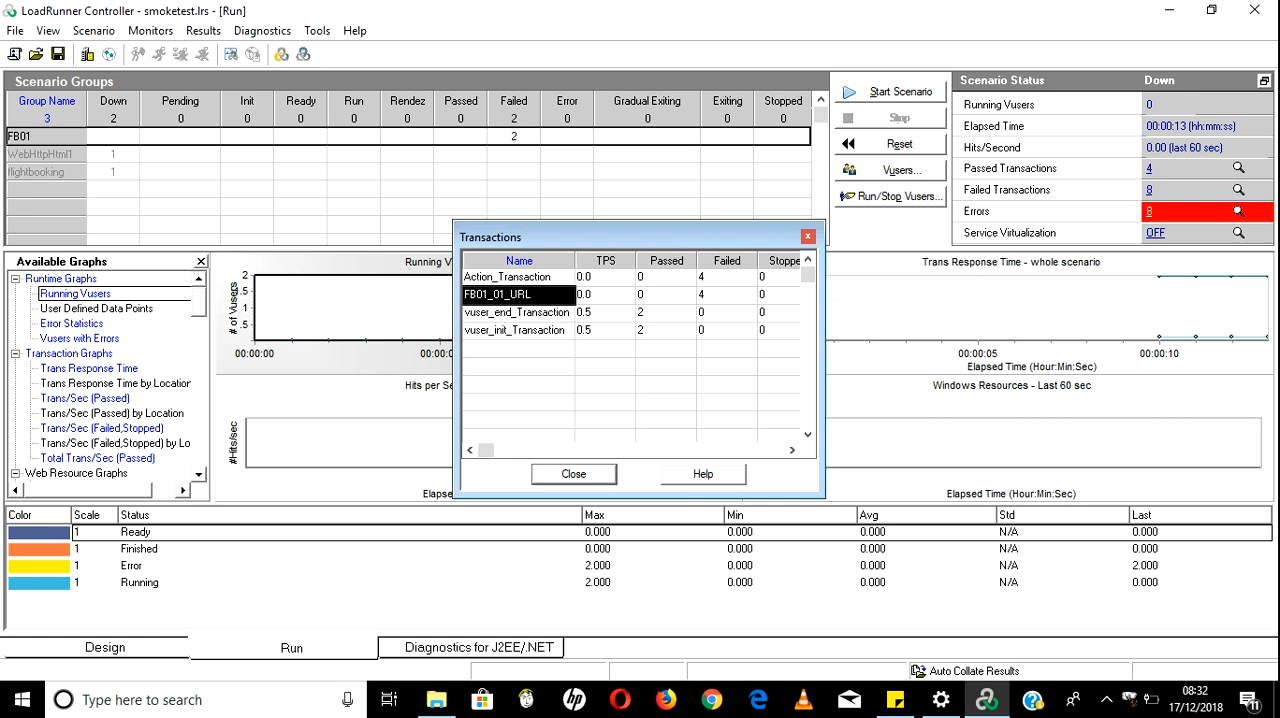 LoadRunner Controller - smoketest.lrs - [Run]
File View Scenario Monitors Results Diagnostics Tools Help
Scenario Groups
Group Name Down Pending Init Ready Run Rendez Passed Failed Error Gradual Exiting Exiting Stopped
3 2 0 0 0 0 0 0 2 0 0 0 0
FB01 2
WebHttpHtml1 1
flightbooking 1
Start Scenario
Stop
Reset
Vusers...
Run/Stop Vusers...
Scenario Status Down
Running Vusers 0
Elapsed Time 00:00:13 (hh:mm:ss)
Hits/Second 0.00 (last 60 sec)
Passed Transactions 4
Failed Transactions 8
Errors 8
Service Virtualization OFF
Available Graphs
Runtime Graphs
Running Vusers
User Defined Data Points
Error Statistics
Vusers with Errors
Transaction Graphs
Trans Response Time
Trans Response Time by Location
Trans/Sec (Passed)
Trans/Sec (Passed) by Location
Trans/Sec (Failed,Stopped)
Trans/Sec (Failed,Stopped) by Lo
Total Trans/Sec (Passed)
Web Resource Graphs
Running V
# of Vusers
2
1.5
1
.5
00:00:00 00:00:0
Hits per Se
#Hits/sec
Elapse
Transactions
Name TPS Passed Failed Stoppe
Action_Transaction 0.0 0 4 0
FB01_01_URL 0.0 0 4 0
vuser_end_Transaction 0.5 2 0 0
vuser_init_Transaction 0.5 2 0 0
Close Help
Trans Response Time - whole scenario
00:00:05 00:00:10
Elapsed Time (Hour:Min:Sec)
Windows Resources - Last 60 sec
Elapsed Time (Hour:Min:Sec)
Color Scale Status Max Min Avg Std Last
1 Ready 0.000 0.000 0.000 N/A 0.000
1 Finished 0.000 0.000 0.000 N/A 0.000
1 Error 2.000 0.000 0.000 N/A 2.000
1 Running 2.000 0.000 0.000 N/A 0.000
Design Run Diagnostics for J2EE/.NET
Auto Collate Results
Type here to search
hp
08:32
17/12/2018
11